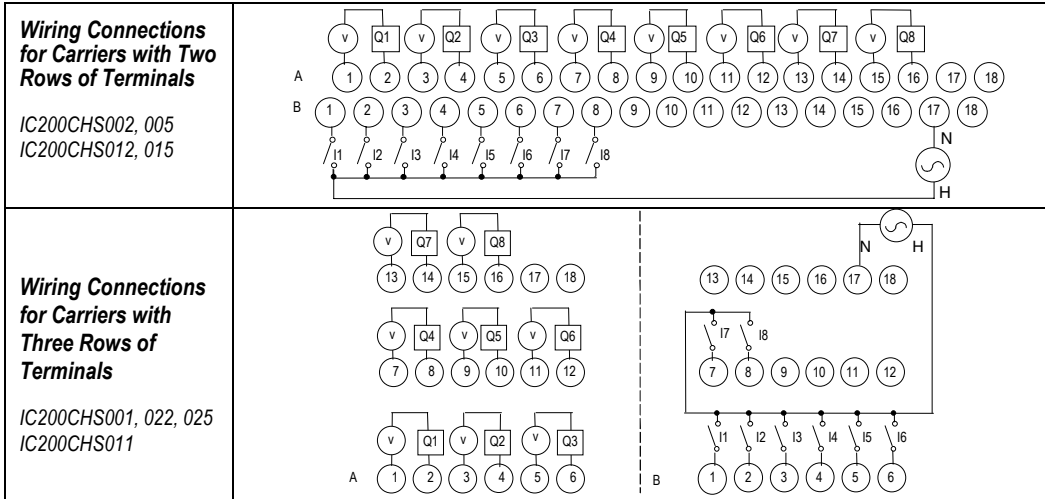 Wiring Connections
for Carriers with Two
Rows of Terminals
IC200CHS002, 005
IC200CHS012, 015
v Q1 v Q2 v Q3 v Q4 v Q5 v Q6 v Q7 v Q8
A 1 2 3 4 5 6 7 8 9 10 11 12 13 14 15 16 17 18
B 1 2 3 4 5 6 7 8 9 10 11 12 13 14 15 16 17 18
I1 I2 I3 I4 I5 I6 I7 I8
N
H
Wiring Connections
for Carriers with
Three Rows of
Terminals
IC200CHS001, 022, 025
IC200CHS011
v Q7 v Q8
13 14 15 16 17 18
v Q4 v Q5 v Q6
7 8 9 10 11 12
v Q1 v Q2 v Q3
A 1 2 3 4 5 6
N H
13 14 15 16 17 18
I7 I8
7 8 9 10 11 12
I1 I2 I3 I4 I5 I6
B 1 2 3 4 5 6